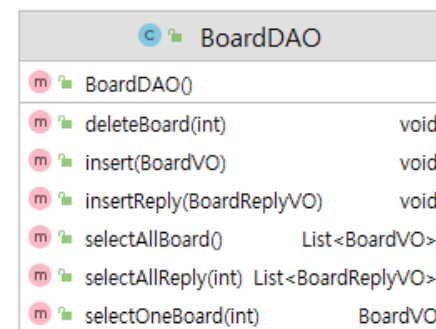 BoardDAO
BoardDAO()
deleteBoard(int) void
insert(BoardVO) void
insertReply(BoardReplyVO) void
selectAllBoard() List<BoardVO>
selectAllReply(int) List<BoardReplyVO>
selectOneBoard(int) BoardVO